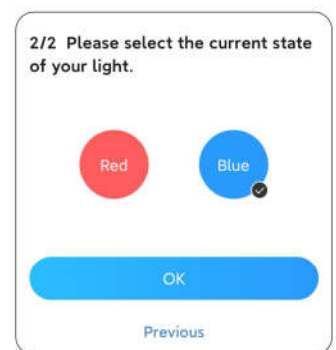 2/2 Please select the current state
of your light.
Red Blue
OK
Previous